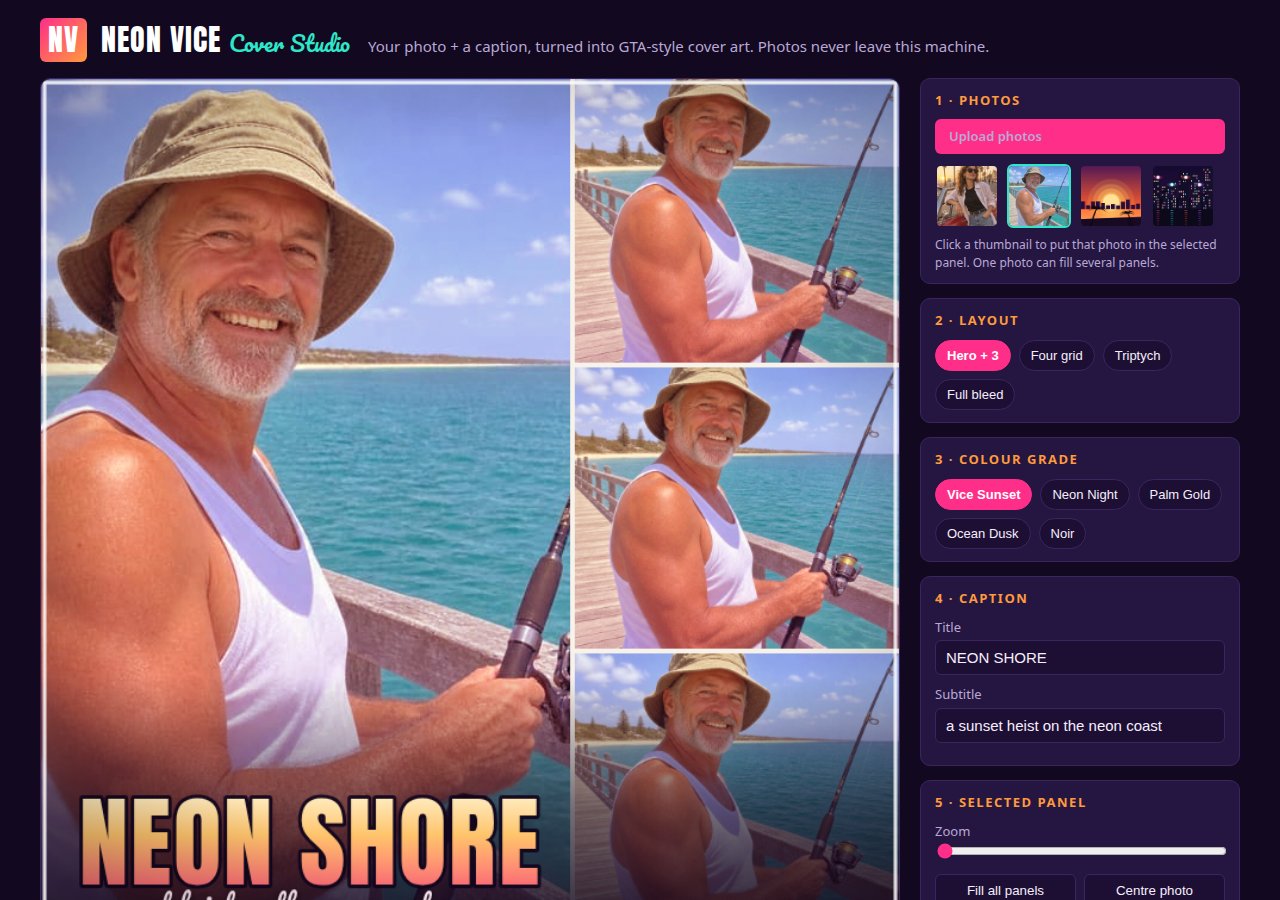 NV NEON VICE Cover Studio Your photo + a caption, turned into GTA-style cover art. Photos never leave this machine.
1 · PHOTOS
Upload photos
Click a thumbnail to put that photo in the selected
panel. One photo can fill several panels.
2 · LAYOUT
Hero + 3 Four grid Triptych
Full bleed
3 · COLOUR GRADE
Vice Sunset Neon Night Palm Gold
Ocean Dusk Noir
4 · CAPTION
Title
NEON SHORE
Subtitle
a sunset heist on the neon coast
5 · SELECTED PANEL
Zoom
Fill all panels Centre photo
NEON SHORE